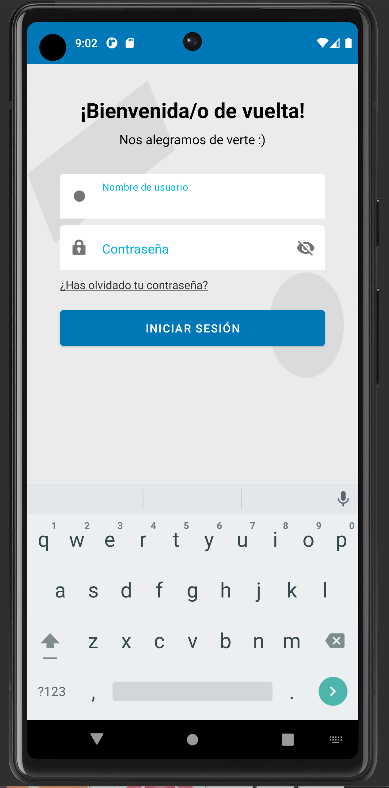 9:02
¡Bienvenida/o de vuelta!
Nos alegramos de verte :)
Nombre de usuario
Contraseña
¿Has olvidado tu contraseña?
INICIAR SESIÓN
1 2 3 4 5 6 7 8 9 0
q w e r t y u i o p
a s d f g h j k l
z x c v b n m
?123 , .